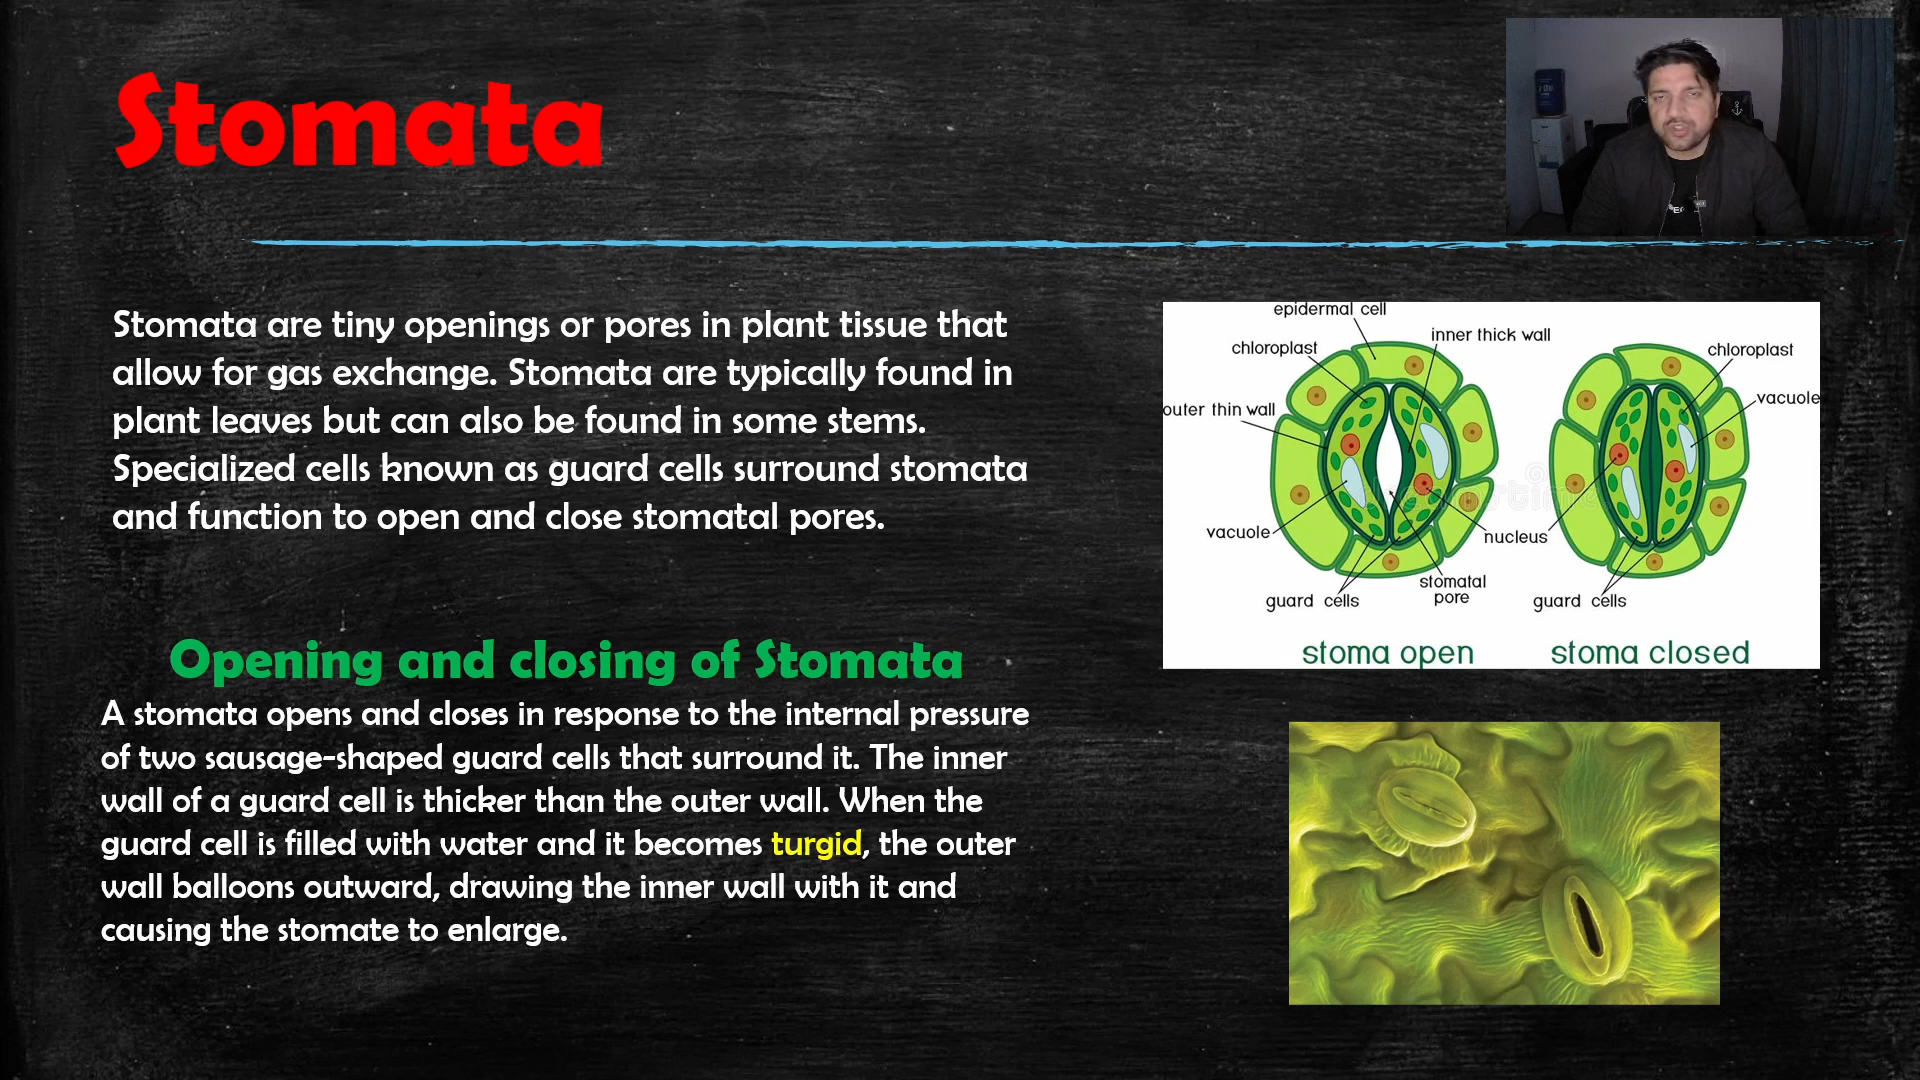 Stomata
Stomata are tiny openings or pores in plant tissue that
allow for gas exchange. Stomata are typically found in
plant leaves but can also be found in some stems.
Specialized cells known as guard cells surround stomata
and function to open and close stomatal pores.
Opening and closing of Stomata
A stomata opens and closes in response to the internal pressure
of two sausage-shaped guard cells that surround it. The inner
wall of a guard cell is thicker than the outer wall. When the
guard cell is filled with water and it becomes turgid, the outer
wall balloons outward, drawing the inner wall with it and
causing the stomate to enlarge.
epidermal cell
inner thick wall
chloroplast
outer thin wall
vacuole
guard cells
stomatal
pore
nucleus
stoma open
chloroplast
vacuole
guard cells
stoma closed